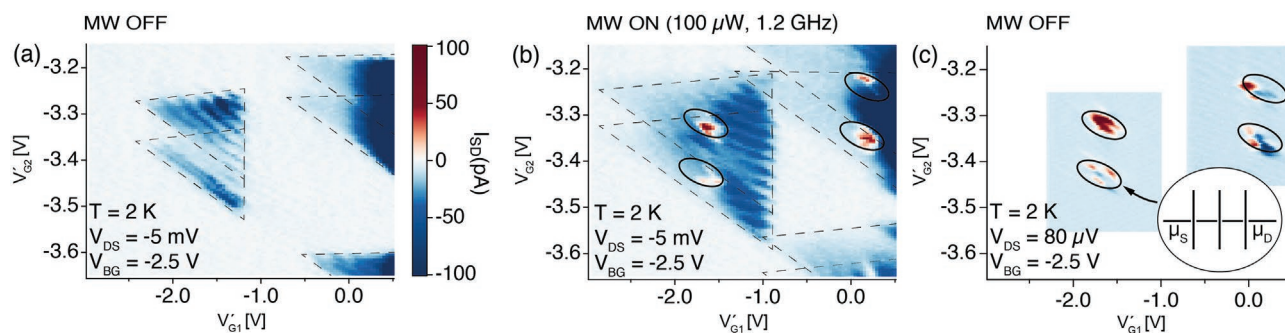 MW OFF
(a)
-3.2
-3.3
-3.4
-3.5
-3.6
V'G2 [V]
T = 2 K
VDS = -5 mV
VBG = -2.5 V
-2.0
-1.0
0.0
V'G1 [V]
100
50
0
-50
-100
ISD(pA)
MW ON (100 µW, 1.2 GHz)
(b)
-3.2
-3.3
-3.4
-3.5
-3.6
V'G2 [V]
T = 2 K
VDS = -5 mV
VBG = -2.5 V
-2.0
-1.0
0.0
V'G1 [V]
MW OFF
(c)
-3.2
-3.3
-3.4
-3.5
-3.6
V'G2 [V]
T = 2 K
VDS = 80 µV
VBG = -2.5 V
µS
µD
-2.0
-1.0
0.0
V'G1 [V]